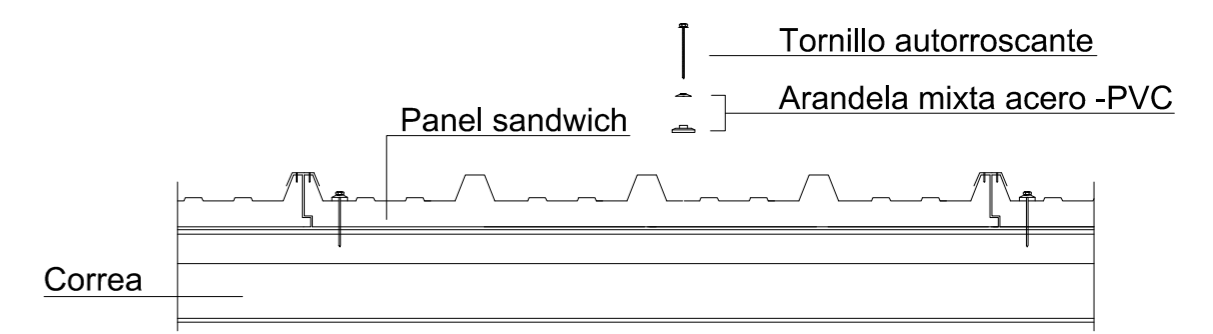 Tornillo autorroscante
Arandela mixta acero -PVC
Panel sandwich
Correa